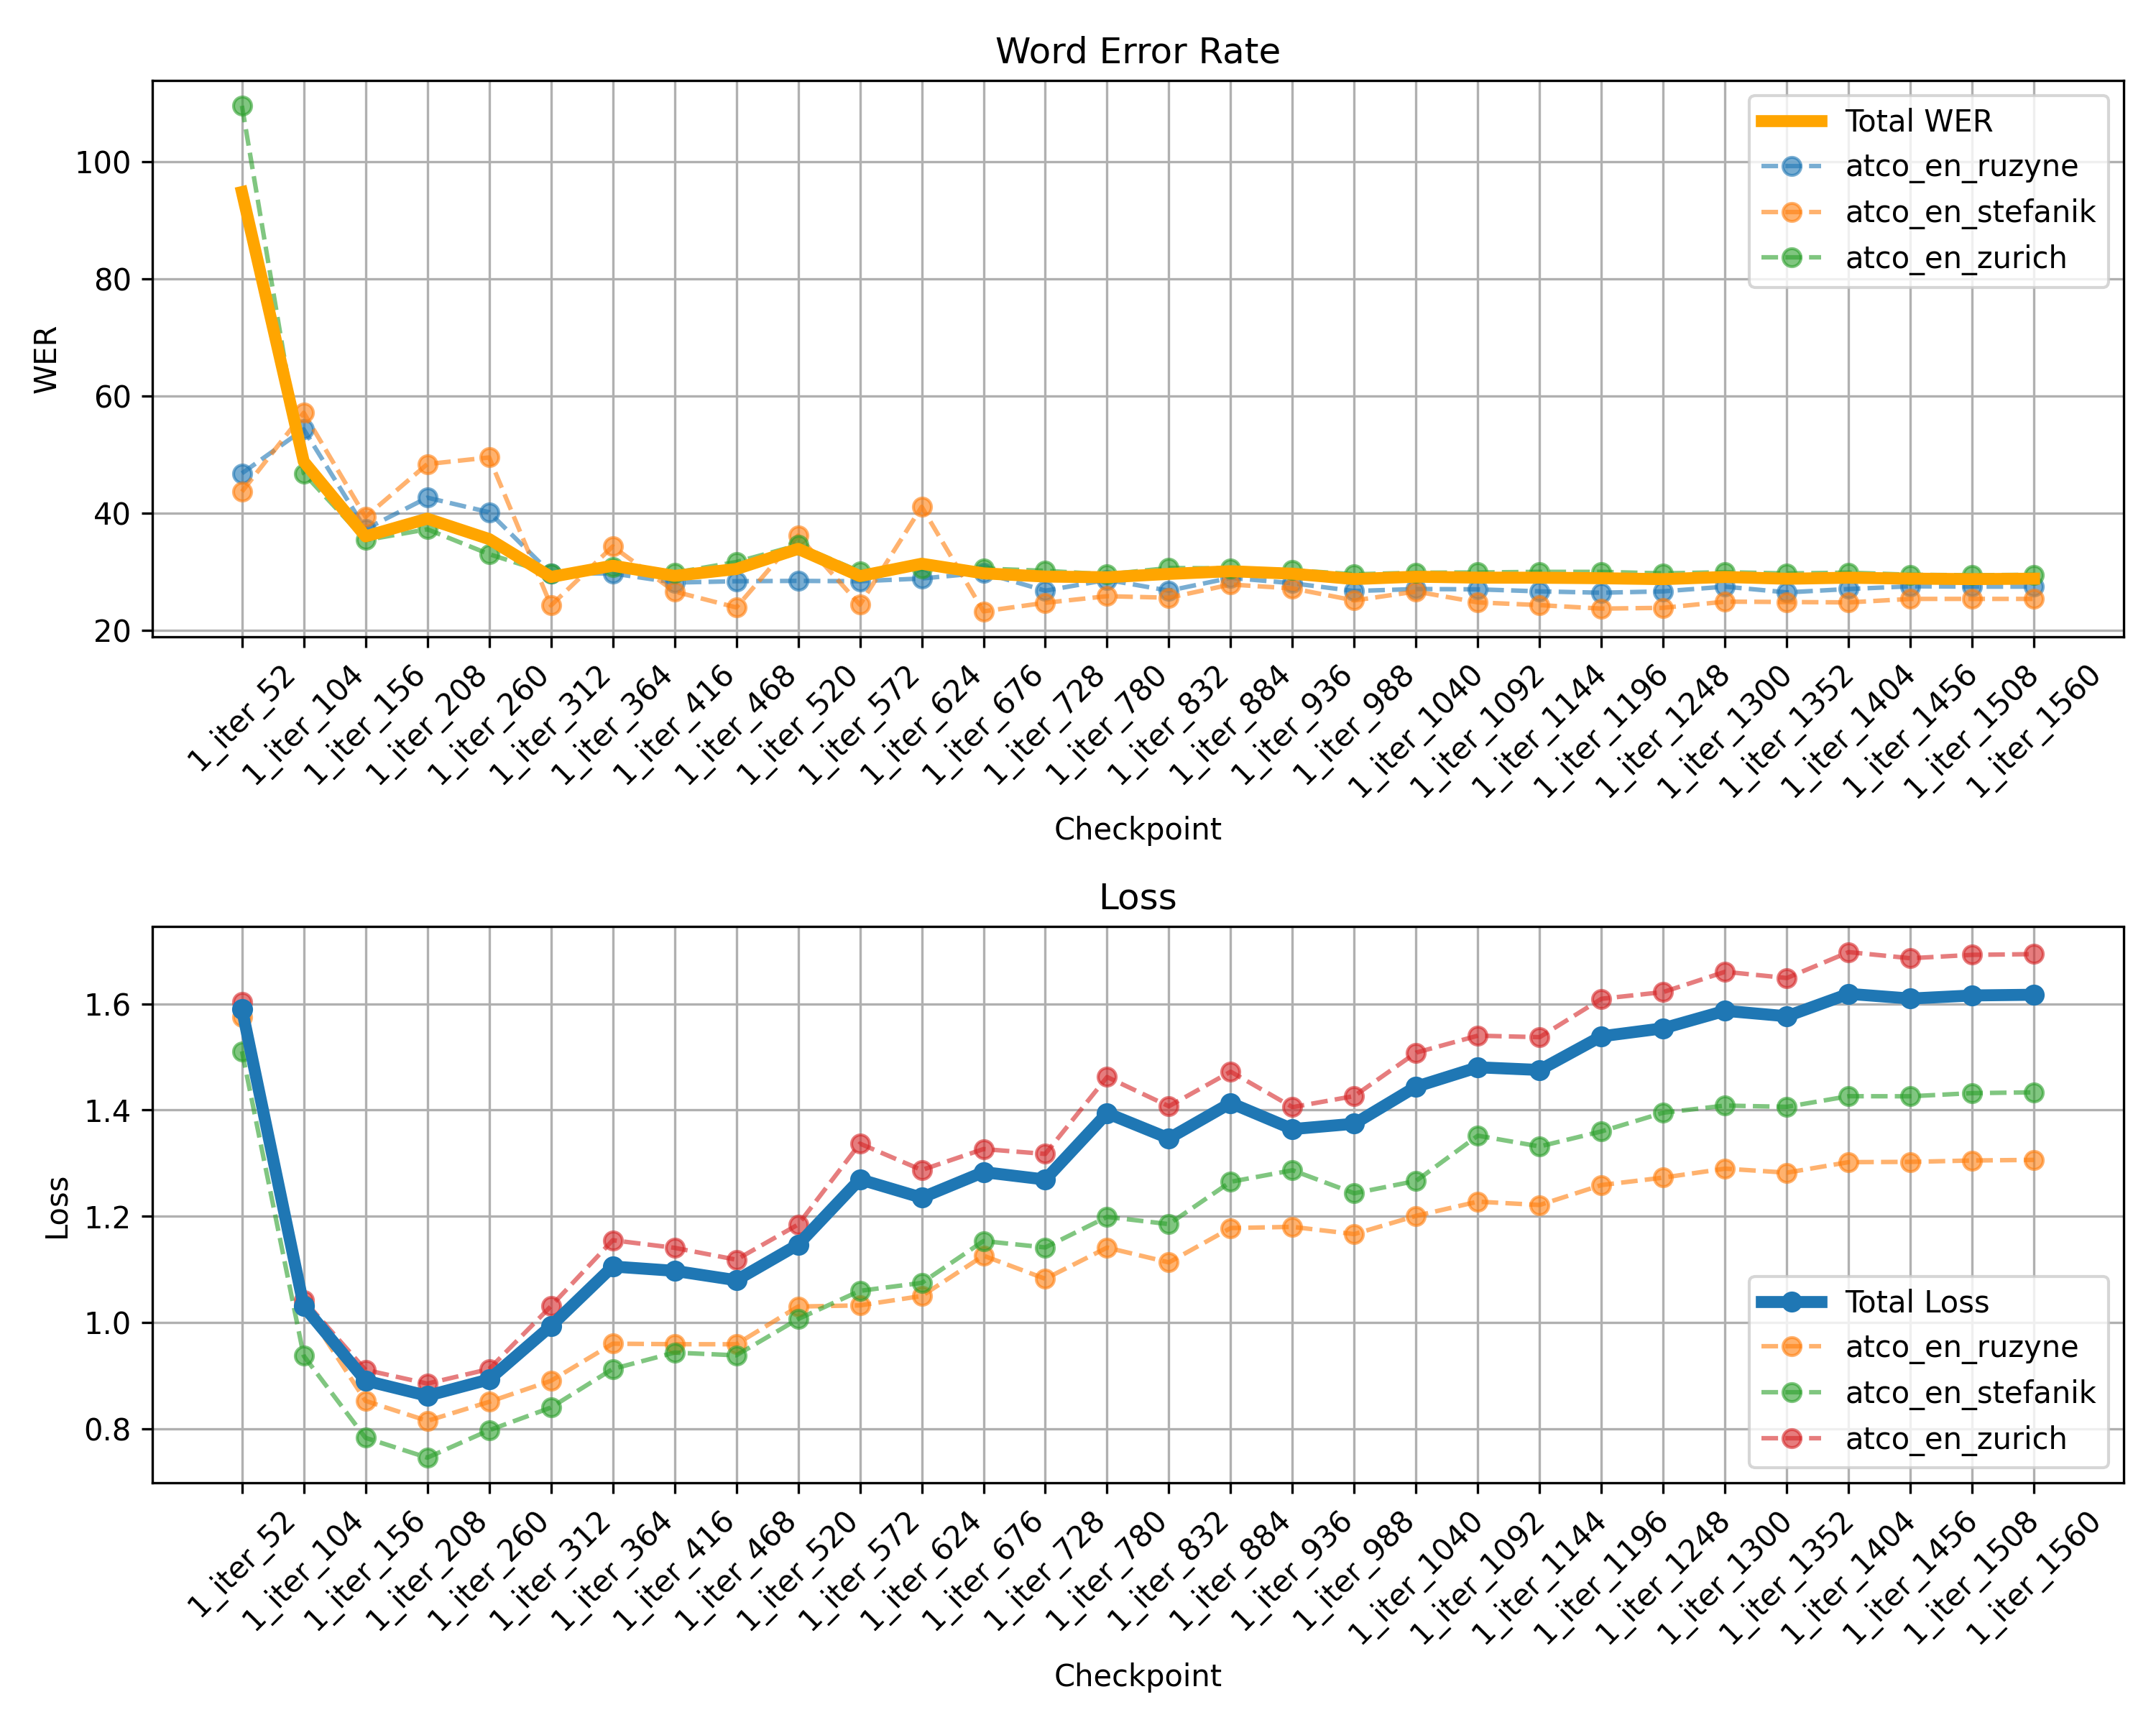 Word Error Rate
WER
100
80
60
40
20
Total WER
atco_en_ruzyne
atco_en_stefanik
atco_en_zurich
1_iter_52
1_iter_104
1_iter_156
1_iter_208
1_iter_260
1_iter_312
1_iter_364
1_iter_416
1_iter_468
1_iter_520
1_iter_572
1_iter_624
1_iter_676
1_iter_728
1_iter_780
1_iter_832
1_iter_884
1_iter_936
1_iter_988
1_iter_1040
1_iter_1092
1_iter_1144
1_iter_1196
1_iter_1248
1_iter_1300
1_iter_1352
1_iter_1404
1_iter_1456
1_iter_1508
1_iter_1560
Checkpoint
Loss
Loss
1.6
1.4
1.2
1.0
0.8
Total Loss
atco_en_ruzyne
atco_en_stefanik
atco_en_zurich
1_iter_52
1_iter_104
1_iter_156
1_iter_208
1_iter_260
1_iter_312
1_iter_364
1_iter_416
1_iter_468
1_iter_520
1_iter_572
1_iter_624
1_iter_676
1_iter_728
1_iter_780
1_iter_832
1_iter_884
1_iter_936
1_iter_988
1_iter_1040
1_iter_1092
1_iter_1144
1_iter_1196
1_iter_1248
1_iter_1300
1_iter_1352
1_iter_1404
1_iter_1456
1_iter_1508
1_iter_1560
Checkpoint